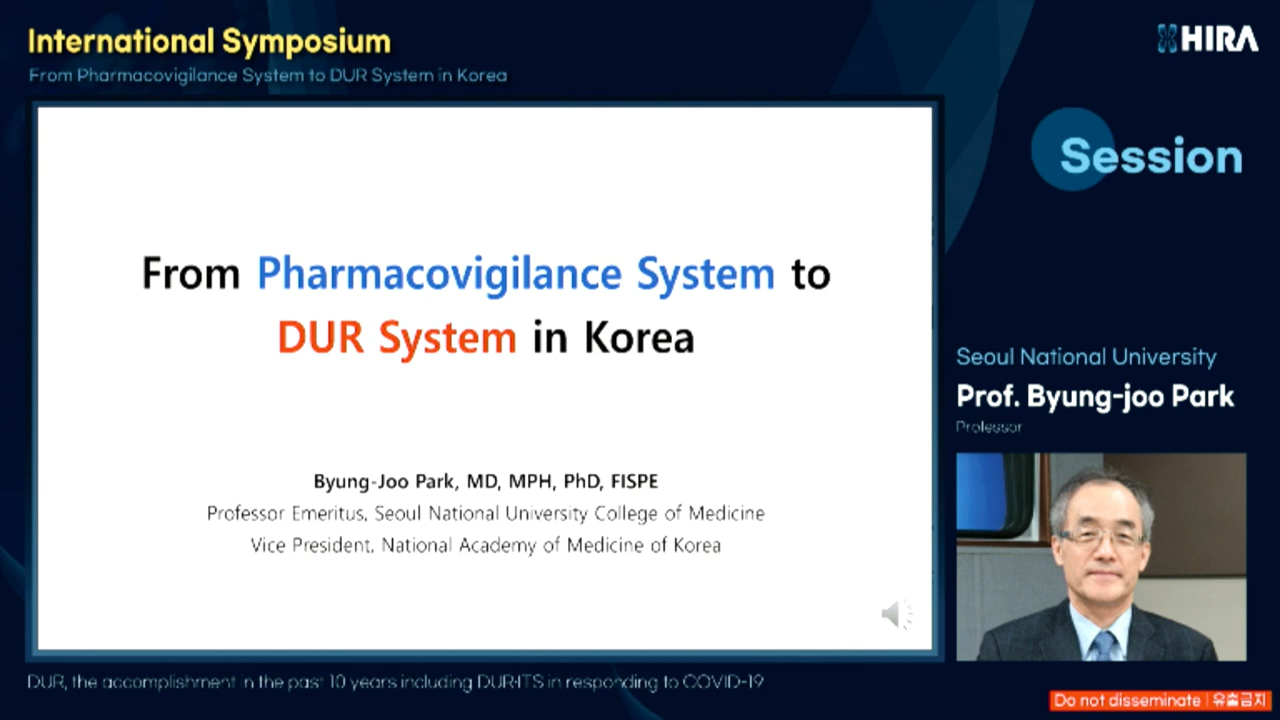 International Symposium
From Pharmacovigilance System to DUR System in Korea
HIRA
Session
From Pharmacovigilance System to
DUR System in Korea
Byung-Joo Park, MD, MPH, PhD, FISPE
Professor Emeritus, Seoul National University College of Medicine
Vice President, National Academy of Medicine of Korea
Seoul National University
Prof. Byung-joo Park
Professor
DUR, the accomplishment in the past 10 years including DUR·ITS in responding to COVID-19
Do not disseminate | 유출금지